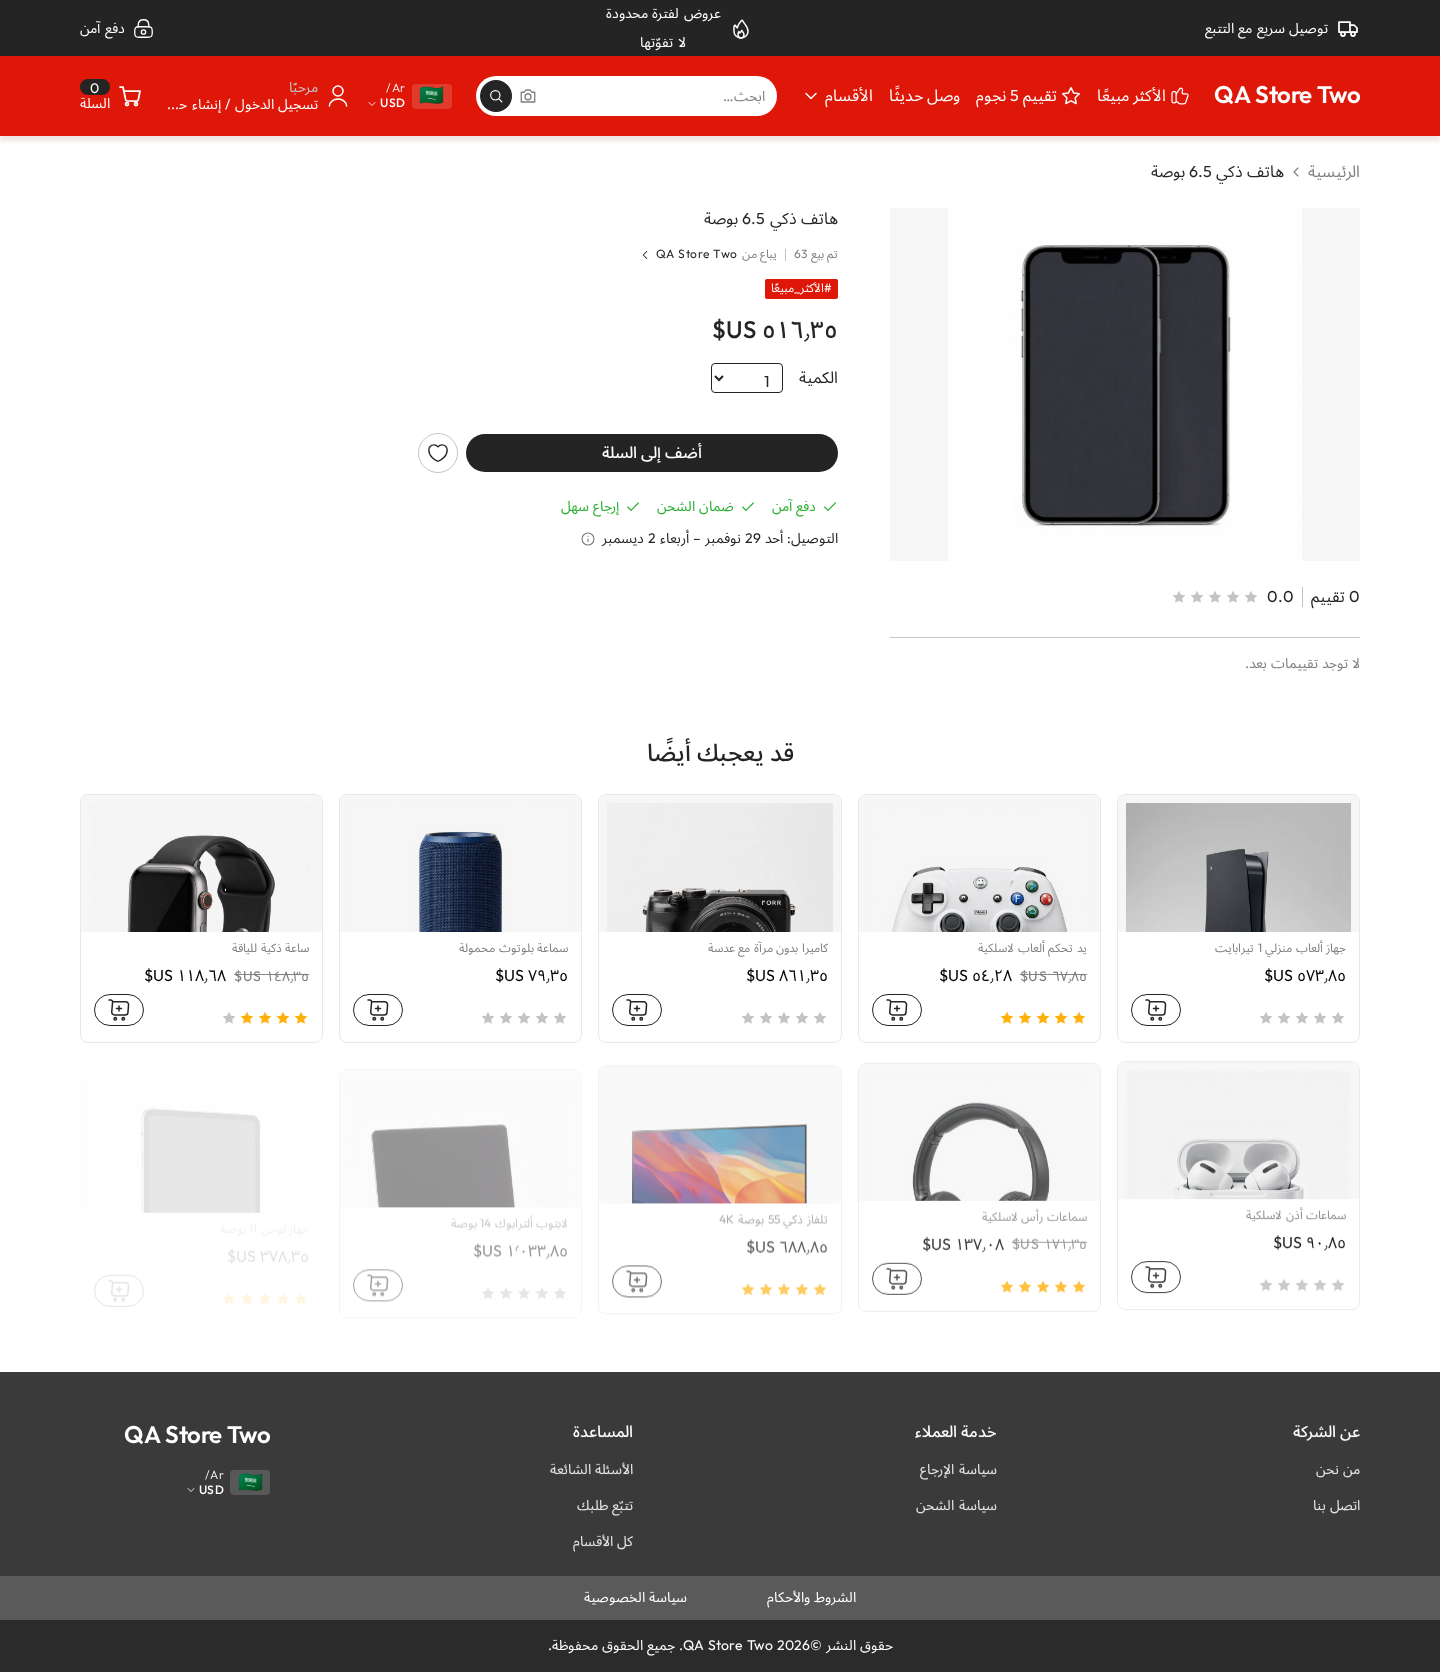 توصيل سريع مع التتبع
عروض لفترة محدودة
لا تفوّتها
دفع آمن
QA Store Two
الأكثر مبيعًا
تقييم 5 نجوم
وصل حديثًا
الأقسام
ابحث...
Ar/
USD
مرحبًا
تسجيل الدخول / إنشاء حـ...
0
السلة
الرئيسية
هاتف ذكي 6.5 بوصة
هاتف ذكي 6.5 بوصة
تم بيع 63 | يباع من QA Store Two
#الأكثر_مبيعًا
٥١٦٫٣٥ US$
الكمية 1
أضف إلى السلة
دفع آمن
ضمان الشحن
إرجاع سهل
التوصيل: أحد 29 نوفمبر – أربعاء 2 ديسمبر
0 تقييم | 0.0
لا توجد تقييمات بعد.
قد يعجبك أيضًا
جهاز ألعاب منزلي 1 تيرابايت
٥٧٣٫٨٥ US$
يد تحكم ألعاب لاسلكية
٦٧٫٨٥ US$ ٥٤٫٢٨ US$
كاميرا بدون مرآة مع عدسة
٨٦١٫٣٥ US$
سماعة بلوتوث محمولة
٧٩٫٣٥ US$
ساعة ذكية للياقة
١٤٨٫٣٥ US$ ١١٨٫٦٨ US$
سماعات أذن لاسلكية
٩٠٫٨٥ US$
سماعات رأس لاسلكية
١٧١٫٣٥ US$ ١٣٧٫٠٨ US$
تلفاز ذكي 55 بوصة 4K
٦٨٨٫٨٥ US$
لابتوب ألترابوك 14 بوصة
١٬٠٣٣٫٨٥ US$
جهاز لوحي 11 بوصة
٣٧٨٫٣٥ US$
عن الشركة
من نحن
اتصل بنا
خدمة العملاء
سياسة الإرجاع
سياسة الشحن
المساعدة
الأسئلة الشائعة
تتبّع طلبك
كل الأقسام
QA Store Two
Ar/
USD
الشروط والأحكام
سياسة الخصوصية
حقوق النشر ©2026 QA Store Two. جميع الحقوق محفوظة.